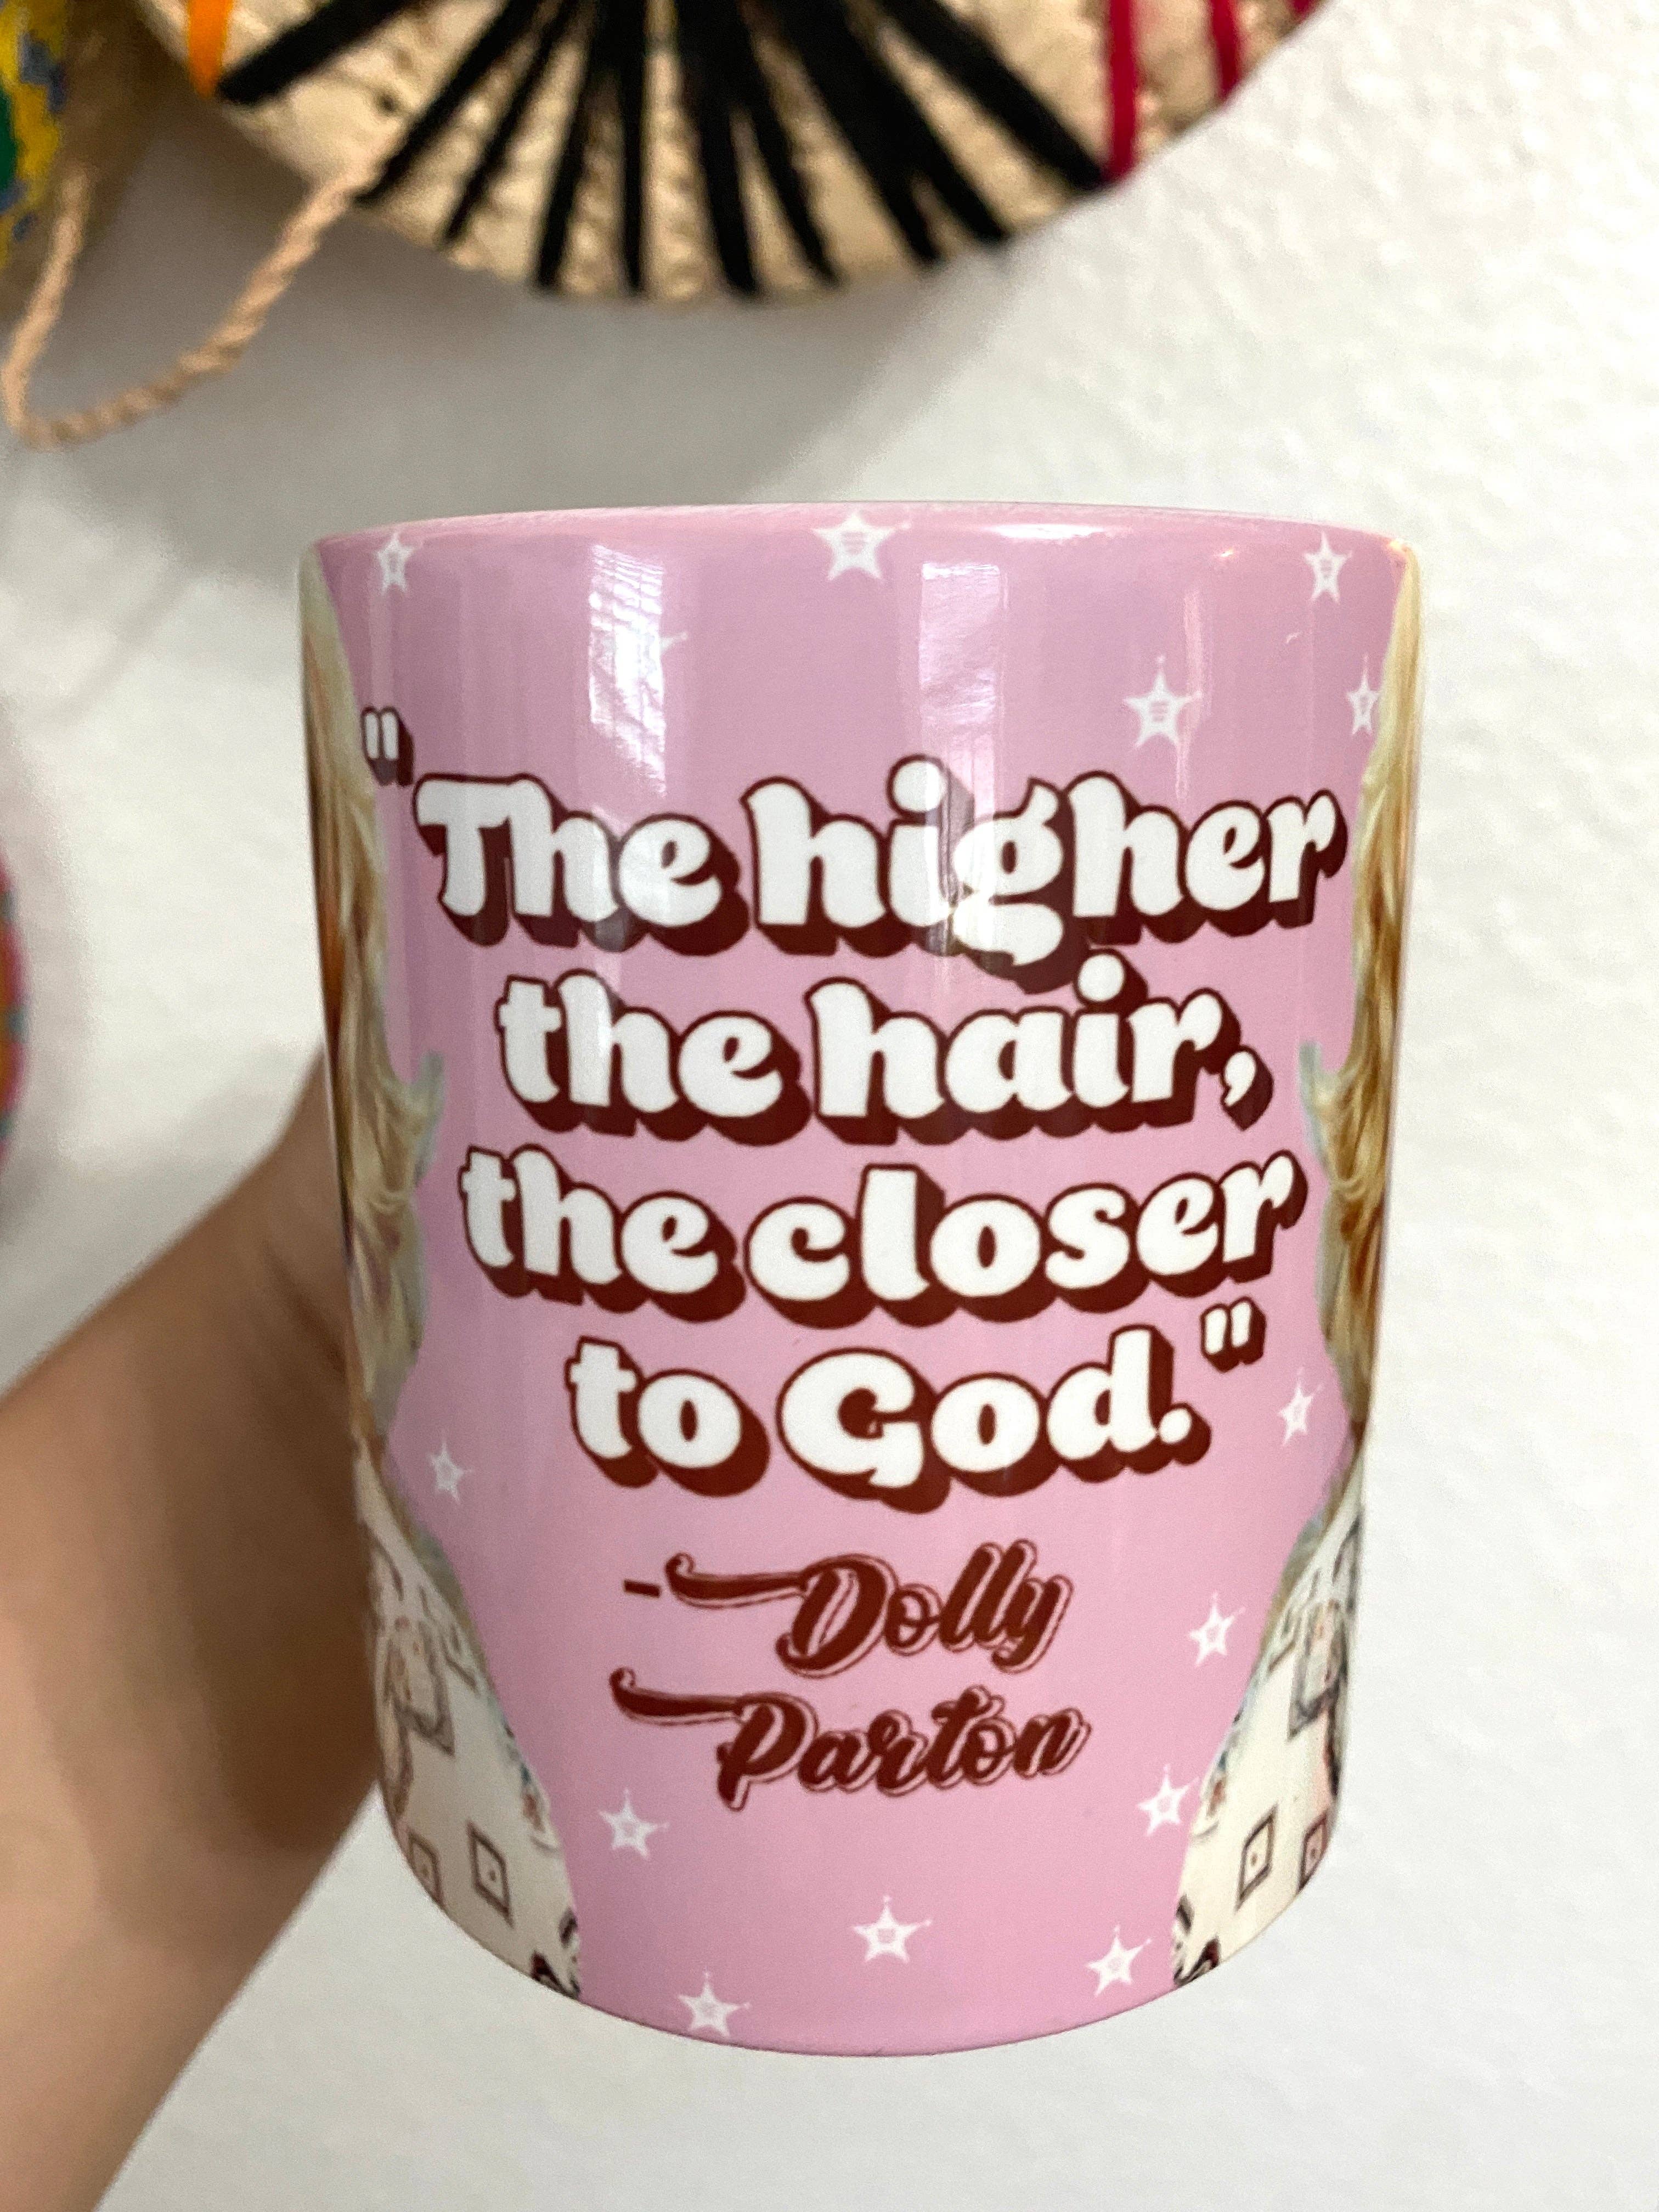 "The higher
the hair,
the closer
to God."
-Dolly
Parton